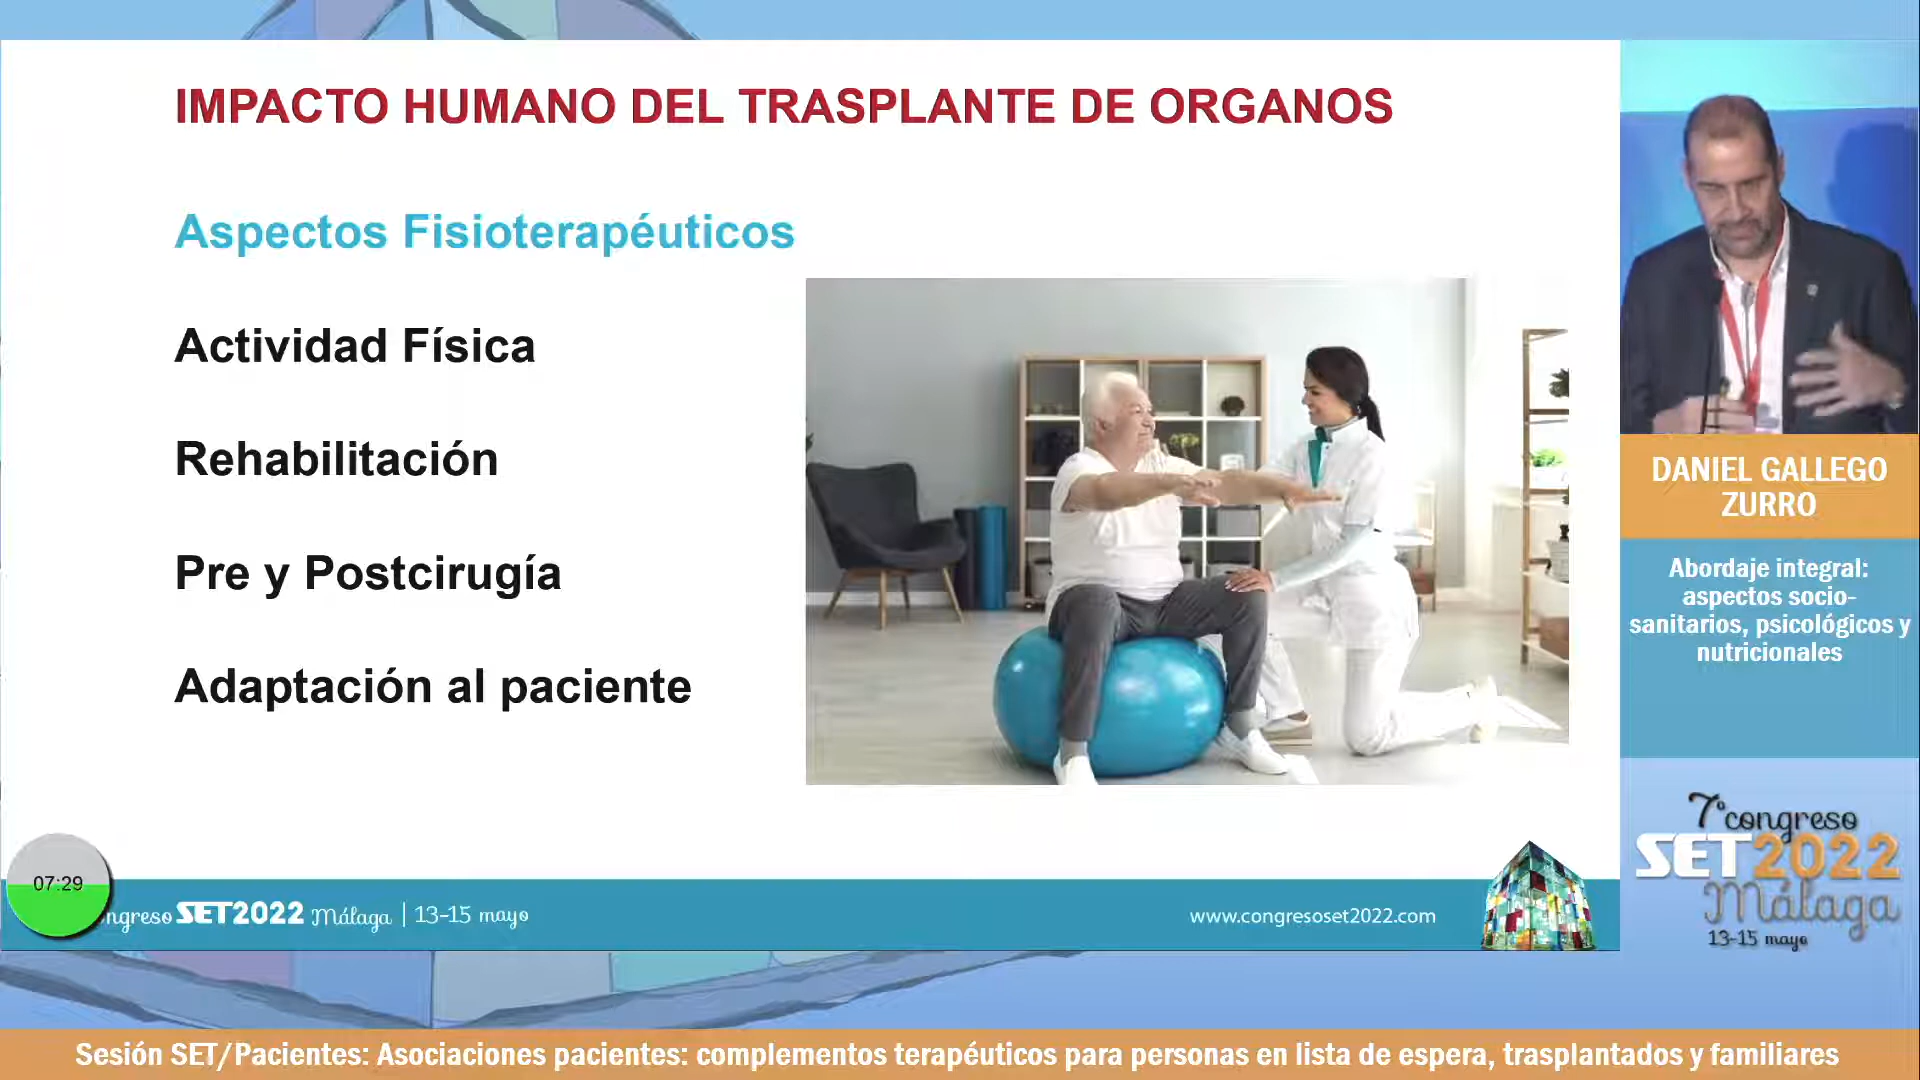 IMPACTO HUMANO DEL TRASPLANTE DE ORGANOS
Aspectos Fisioterapéuticos
Actividad Física
Rehabilitación
Pre y Postcirugía
Adaptación al paciente
07:29
ngreso SET2022 Málaga | 13-15 mayo
www.congresoset2022.com
DANIEL GALLEGO
ZURRO
Abordaje integral:
aspectos socio-
sanitarios, psicológicos y
nutricionales
7º congreso
SET2022
Málaga
13-15 mayo
Sesión SET/Pacientes: Asociaciones pacientes: complementos terapéuticos para personas en lista de espera, trasplantados y familiares